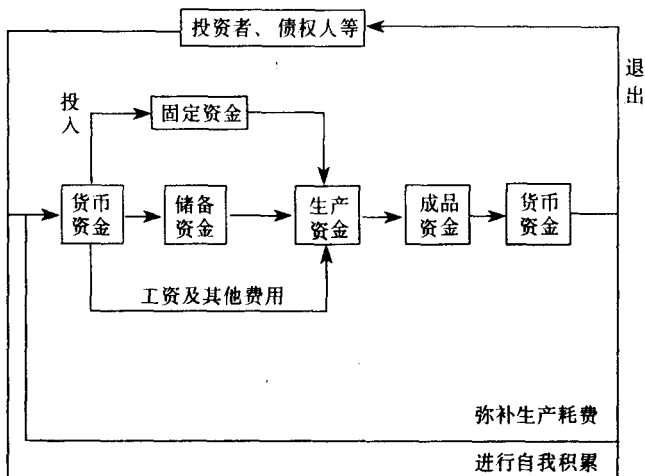 投资者、债权人等
退
出
投
入
固定资金
货币
资金
储备
资金
生产
资金
成品
资金
货币
资金
工资及其他费用
弥补生产耗费
进行自我积累